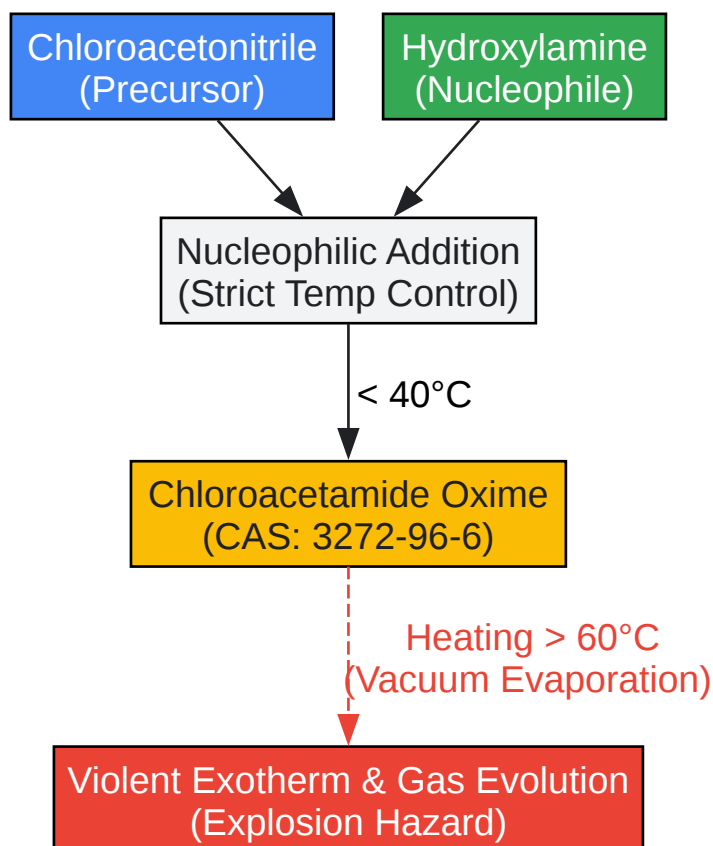 Chloroacetonitrile
(Precursor)
Hydroxylamine
(Nucleophile)
Nucleophilic Addition
(Strict Temp Control)
< 40°C
Chloroacetamide Oxime
(CAS: 3272-96-6)
Heating > 60°C
(Vacuum Evaporation)
Violent Exotherm & Gas Evolution
(Explosion Hazard)